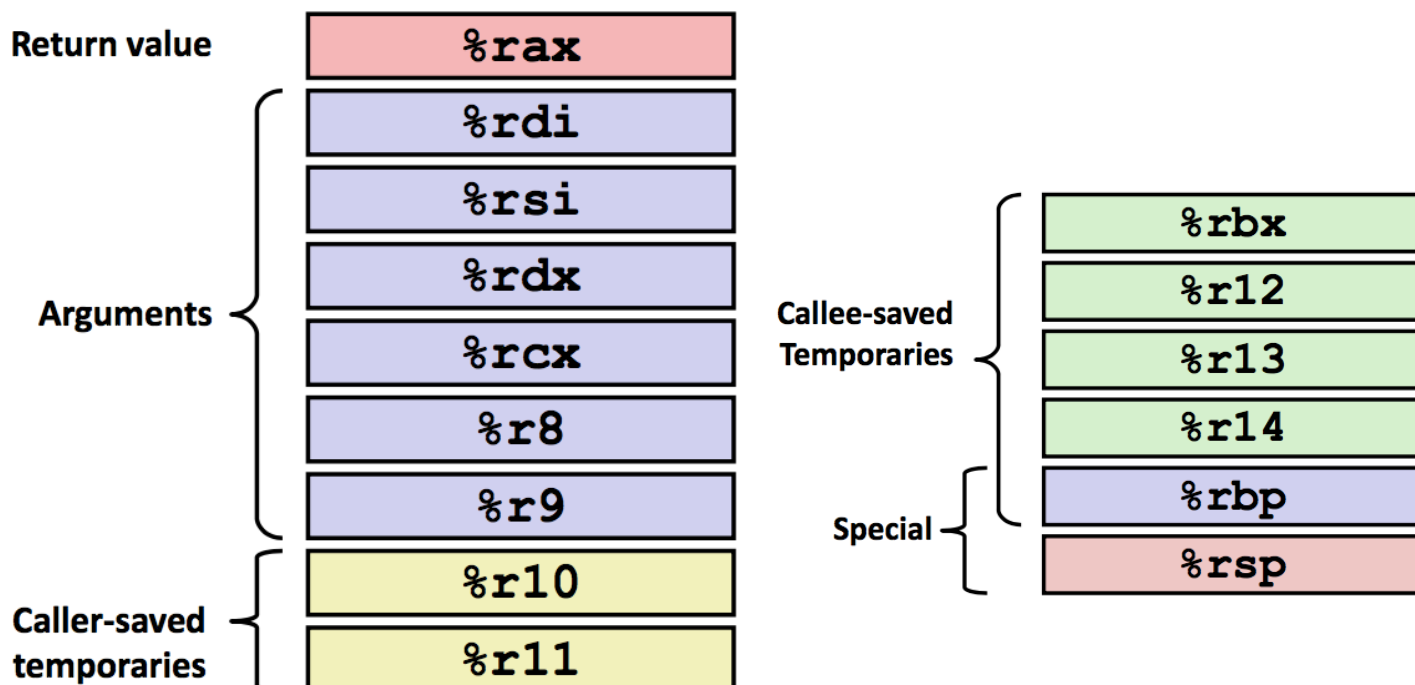 Return value
%rax
Arguments
%rdi
%rsi
%rdx
%rcx
%r8
%r9
Caller-saved
temporaries
%r10
%r11
Callee-saved
Temporaries
%rbx
%r12
%r13
%r14
Special
%rbp
%rsp